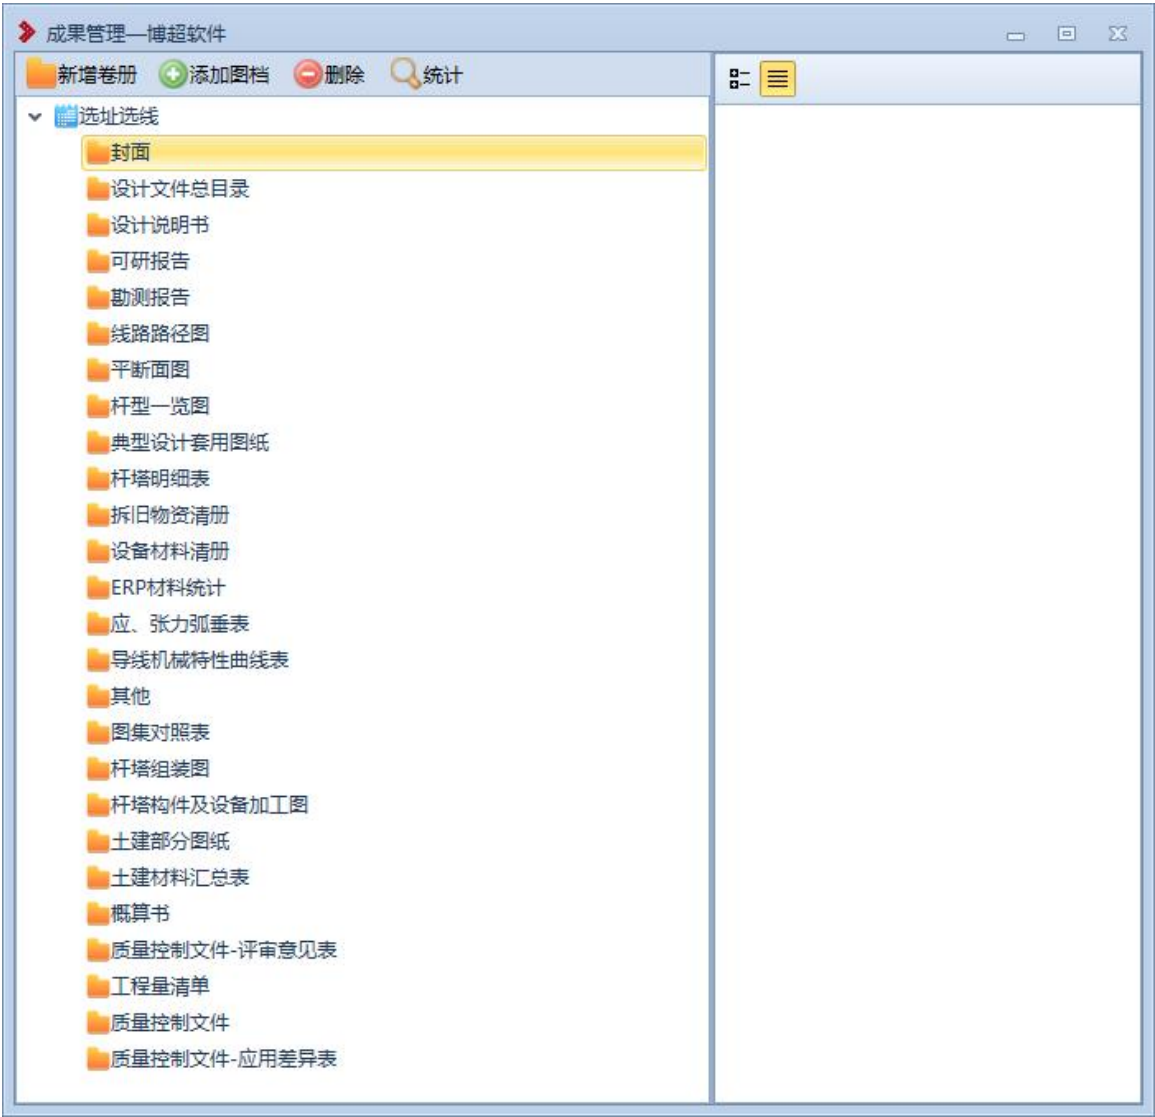 成果管理—博超软件
新增卷册 添加图档 删除 统计
选址选线
封面
设计文件总目录
设计说明书
可研报告
勘测报告
线路路径图
平断面图
杆型一览图
典型设计套用图纸
杆塔明细表
拆旧物资清册
设备材料清册
ERP材料统计
应、张力弧垂表
导线机械特性曲线表
其他
图集对照表
杆塔组装图
杆塔构件及设备加工图
土建部分图纸
土建材料汇总表
概算书
质量控制文件-评审意见表
工程量清单
质量控制文件
质量控制文件-应用差异表